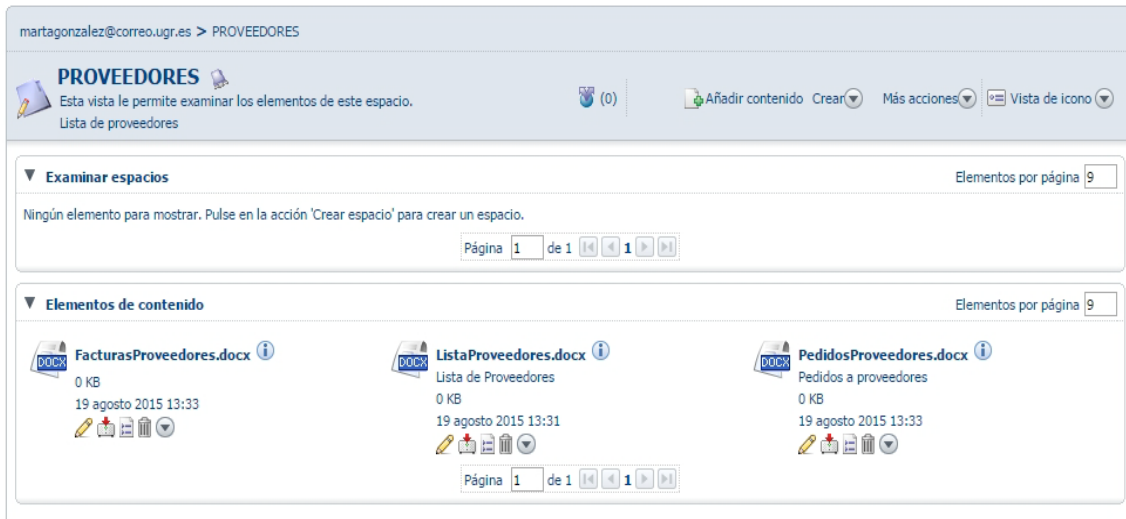 martagonzalez@correo.ugr.es > PROVEEDORES
PROVEEDORES
Esta vista le permite examinar los elementos de este espacio.
Lista de proveedores
(0)
Añadir contenido Crear Más acciones Vista de icono
Examinar espacios Elementos por página 9
Ningún elemento para mostrar. Pulse en la acción 'Crear espacio' para crear un espacio.
Página 1 de 1 1
Elementos de contenido Elementos por página 9
DOCX FacturasProveedores.docx
0 KB
19 agosto 2015 13:33
DOCX ListaProveedores.docx
Lista de Proveedores
0 KB
19 agosto 2015 13:31
DOCX PedidosProveedores.docx
Pedidos a proveedores
0 KB
19 agosto 2015 13:33
Página 1 de 1 1